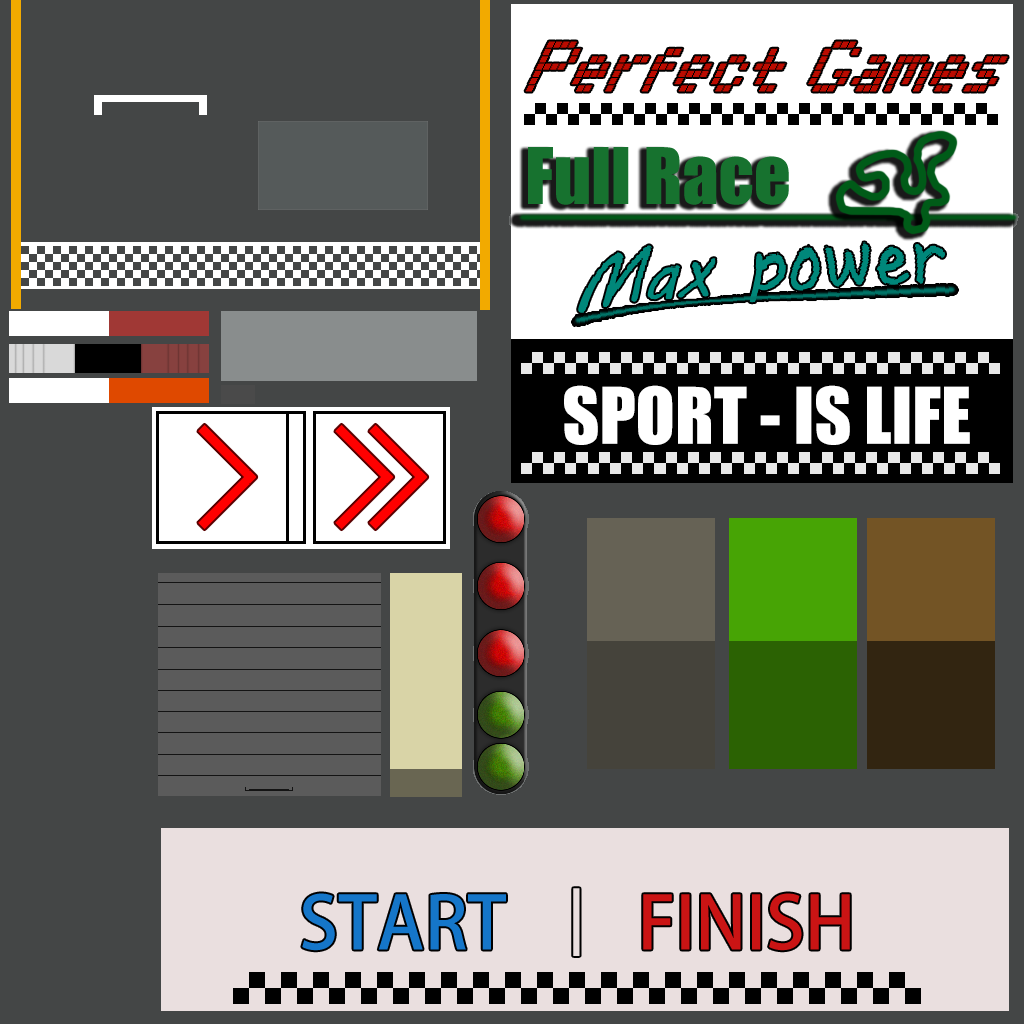 Perfect Games
Full Race
Max power
SPORT - IS LIFE
START | FINISH